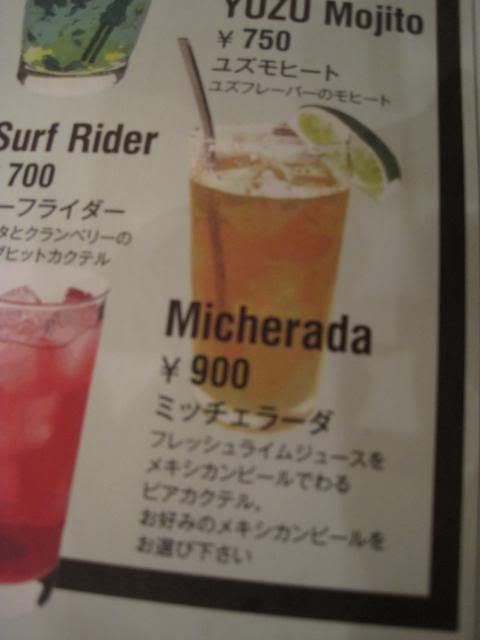 YUZU Mojito
¥ 750
ユズモヒート
ユズフレーバーのモヒート
Surf Rider
700
ーフライダー
タとクランベリーの
ブヒットカクテル
Micherada
¥ 900
ミッチェラーダ
フレッシュライムジュースを
メキシカンビールでわる
ビアカクテル。
お好みのメキシカンビールを
お選び下さい